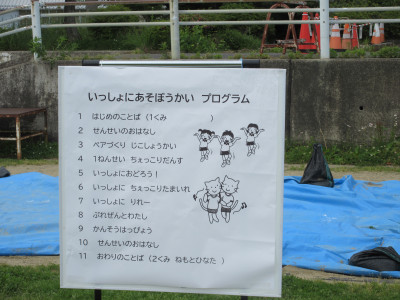 いっしょにあそぼうかい プログラム
1 はじめのことば（1くみ ）
2 せんせいのおはなし
3 ペアづくり じこしょうかい
4 1ねんせい ちぇっこりだんす
5 いっしょにおどろう！
6 いっしょに ちぇっこりたまいれ
7 いっしょに りれー
8 ぷれぜんとわたし
9 かんそうはっぴょう
10 せんせいのおはなし
11 おわりのことば（2くみ ねもとひなた ）